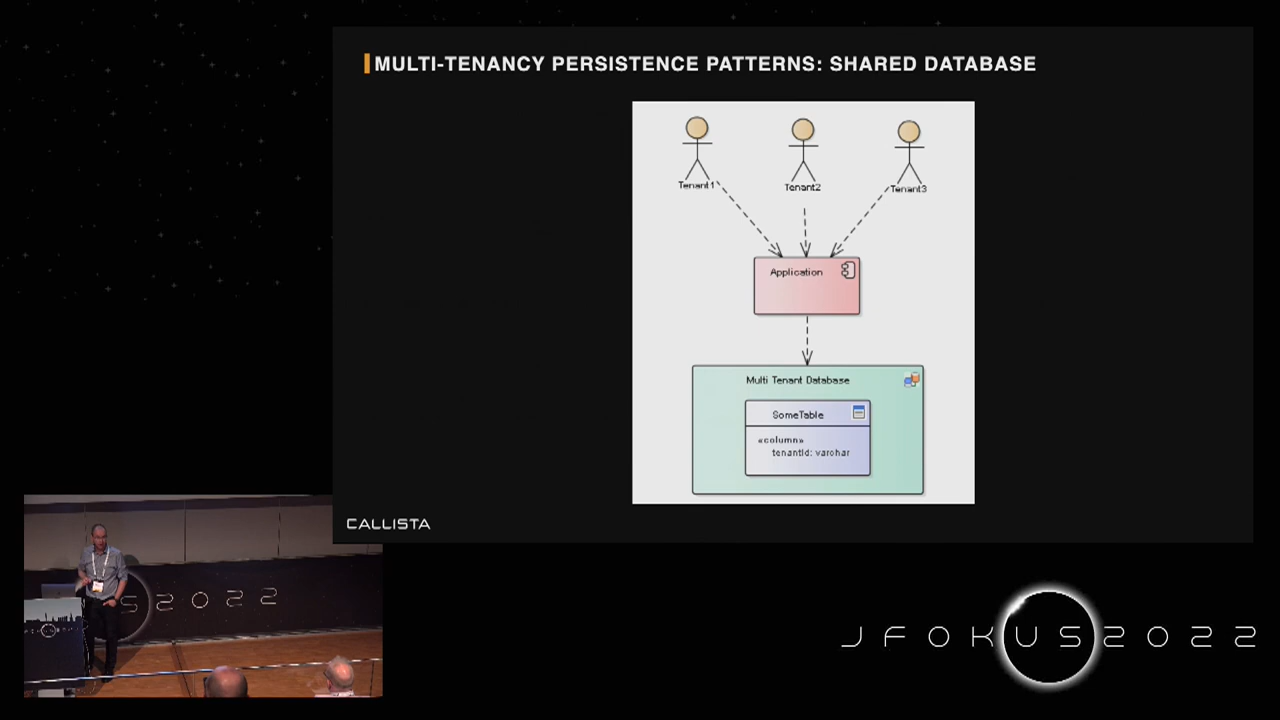 MULTI-TENANCY PERSISTENCE PATTERNS: SHARED DATABASE
Tenant1
Tenant2
Tenant3
Application
Multi Tenant Database
SomeTable
«column»
tenantId: varchar
CALLISTA
S2022
JFOKUS2022